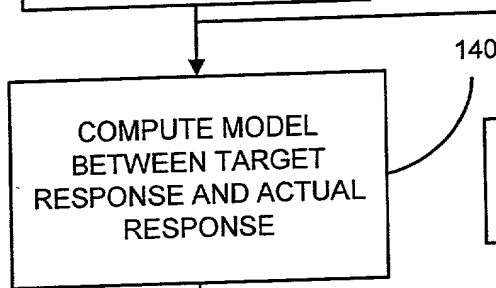 140
COMPUTE MODEL
BETWEEN TARGET
RESPONSE AND ACTUAL
RESPONSE